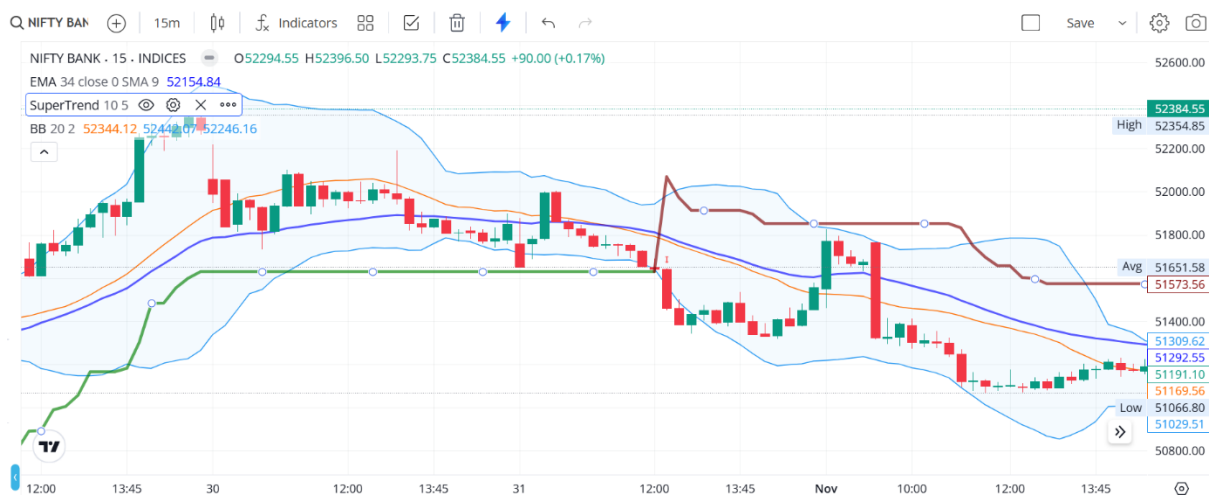 NIFTY BAN 15m Indicators Save
NIFTY BANK · 15 · INDICES O52294.55 H52396.50 L52293.75 C52384.55 +90.00 (+0.17%)
EMA 34 close 0 SMA 9 52154.84
SuperTrend 10 5
BB 20 2 52344.12 52442.07 52246.16
52600.00
52384.55
High 52354.85
52200.00
52000.00
51800.00
Avg 51651.58
51573.56
51400.00
51309.62
51292.55
51191.10
51169.56
Low 51066.80
51029.51
50800.00
12:00 13:45 30 12:00 13:45 31 12:00 13:45 Nov 10:00 12:00 13:45